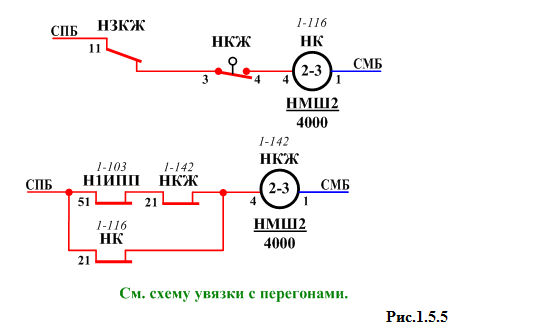 1-116
НЗКЖ
НКЖ
НК
СПБ
11
3
4
4
2-3
1
СМБ
НМШ2
4000
1-142
НКЖ
1-103
1-142
Н1ИПП
НКЖ
СПБ
51
21
4
2-3
1
СМБ
НМШ2
4000
1-116
НК
21
См. схему увязки с перегонами.
Рис.1.5.5